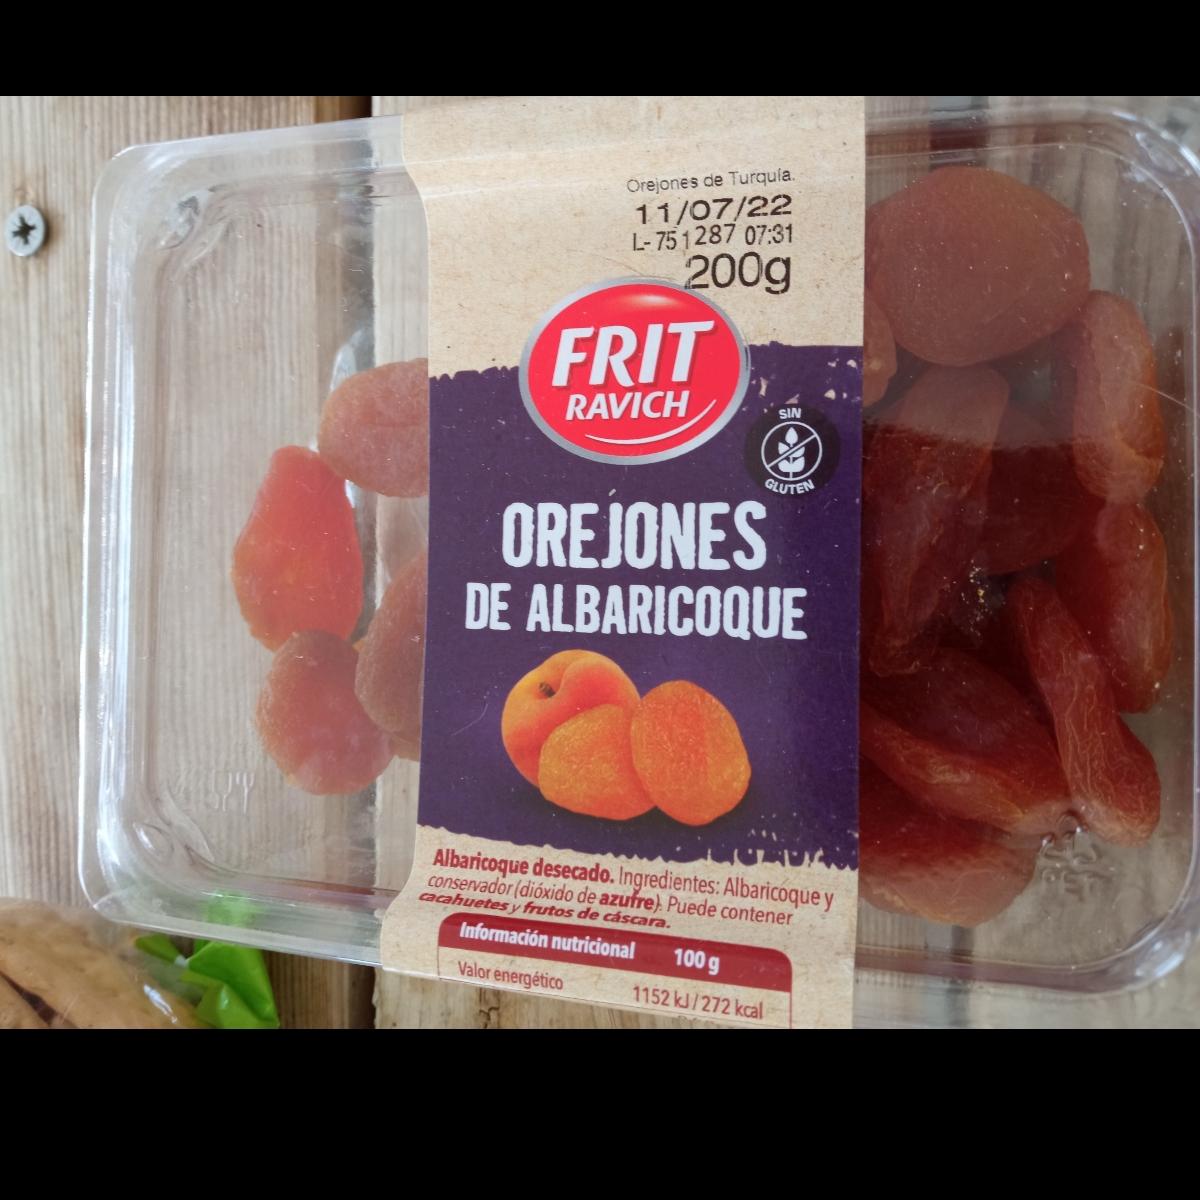 Orejones de Turquía.
11/07/22
L-751287 07:31
200g
FRIT
RAVICH
SIN
GLUTEN
OREJONES
DE ALBARICOQUE
Albaricoque desecado. Ingredientes: Albaricoque y
conservador (dióxido de azufre). Puede contener
cacahuetes y frutos de cáscara.
Información nutricional 100 g
Valor energético 1152 kJ / 272 kcal
PET